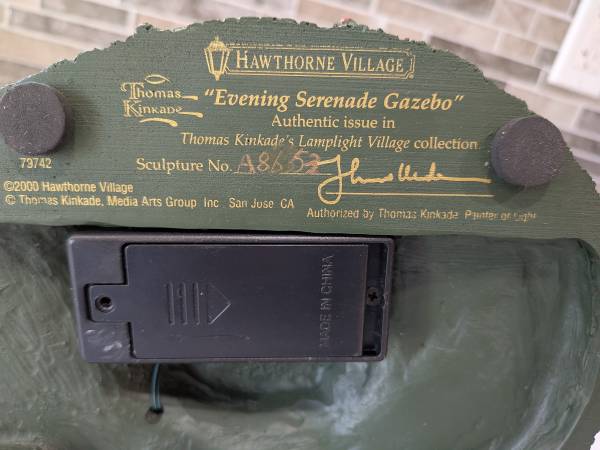 HAWTHORNE VILLAGE
Thomas
Kinkade
"Evening Serenade Gazebo"
Authentic issue in
Thomas Kinkade's Lamplight Village collection
79742
Sculpture No.
©2000 Hawthorne Village
© Thomas Kinkade, Media Arts Group Inc San Jose, CA
Authorized by Thomas Kinkade, Painter of Light
MADE IN CHINA